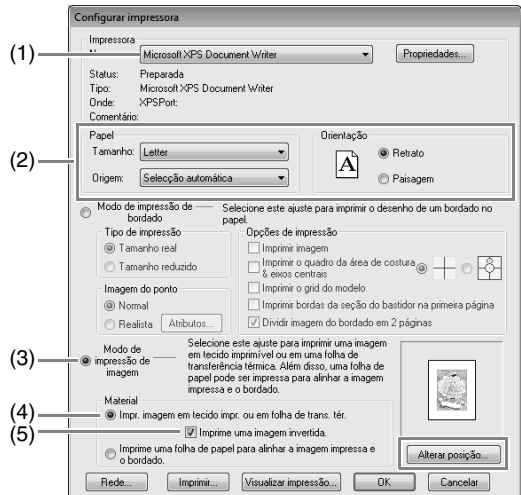 Configurar impressora
Impressora
(1)
Microsoft XPS Document Writer
Propriedades...
Status: Preparada
Tipo: Microsoft XPS Document Writer
Onde: XPSPort:
Comentário:
(2)
Papel
Tamanho: Letter
Origem: Selecção automática
Orientação
A
Retrato
Paisagem
Modo de impressão de
bordado
Selecione este ajuste para imprimir o desenho de um bordado no
papel.
Tipo de impressão
Tamanho real
Tamanho reduzido
Imagem do ponto
Normal
Realista Atributos...
Opções de impressão
Imprimir imagem
Imprimir o quadro da área de costura
& eixos centrais
Imprimir o grid do modelo
Imprimir bordas da seção do bastidor na primeira página
Dividir imagem do bordado em 2 páginas
(3)
Modo de
impressão de
imagem
Selecione este ajuste para imprimir uma imagem
em tecido imprimível ou em uma folha de
transferência térmica. Além disso, uma folha de
papel pode ser impressa para alinhar a imagem
impressa e o bordado.
Material
(4)
Impr. imagem em tecido impr. ou em folha de trans. tér.
(5)
Imprime uma imagem invertida.
Imprime uma folha de papel para alinhar a imagem impressa e
o bordado.
Alterar posição...
Rede... Imprimir... Visualizar impressão... OK Cancelar